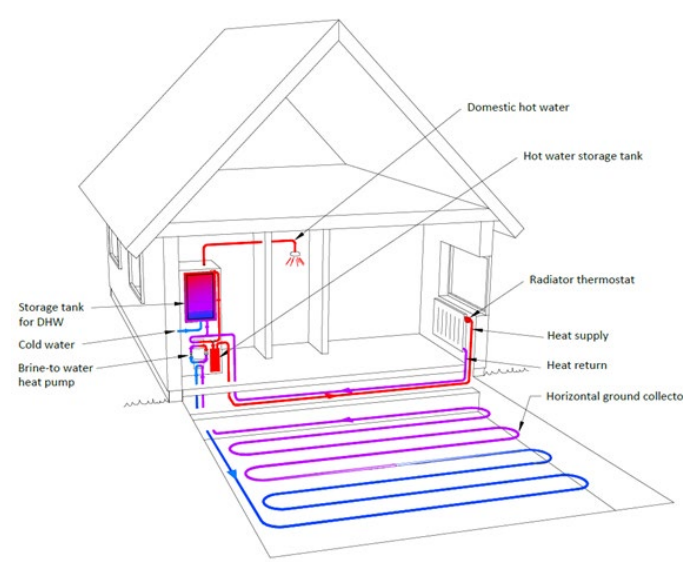 Domestic hot water
Hot water storage tank
Radiator thermostat
Storage tank
for DHW
Heat supply
Cold water
Heat return
Brine-to water
heat pump
Horizontal ground collecto